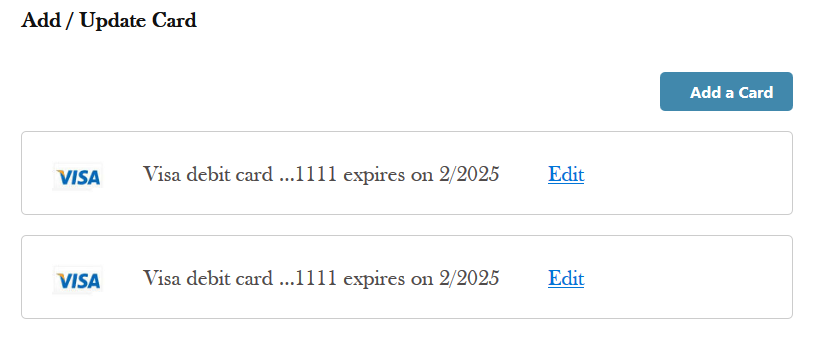 Add / Update Card
Add a Card
VISA Visa debit card ...1111 expires on 2/2025 Edit
VISA Visa debit card ...1111 expires on 2/2025 Edit